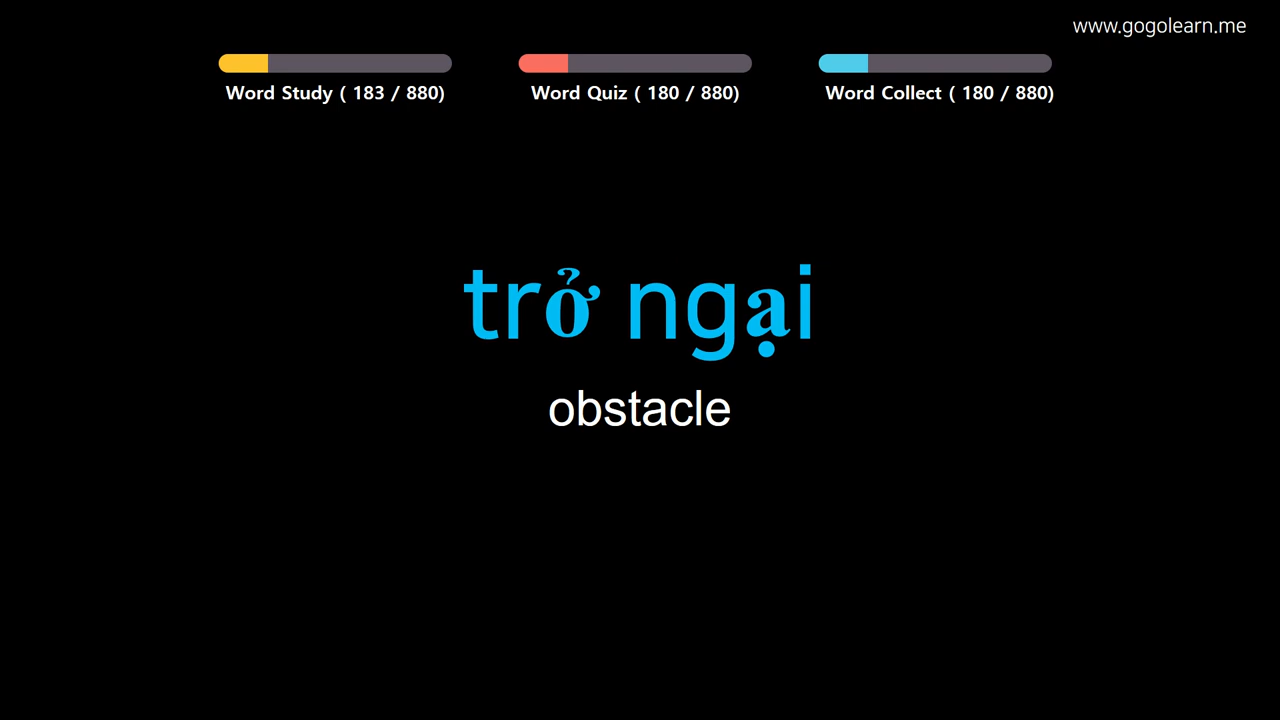 www.gogolearn.me
Word Study ( 183 / 880)
Word Quiz ( 180 / 880)
Word Collect ( 180 / 880)
trở ngại
obstacle